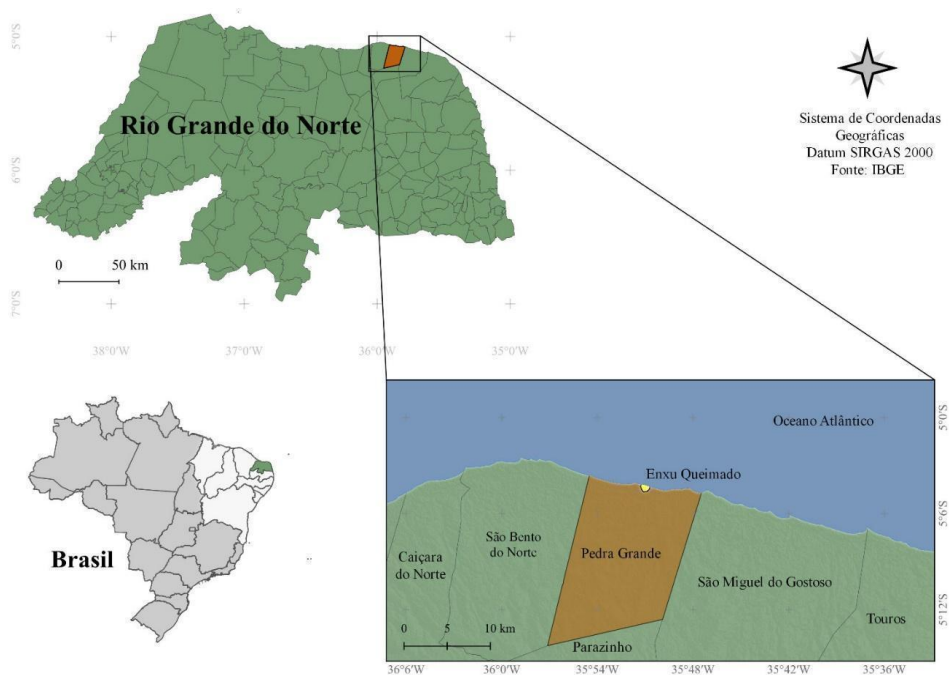 5°0'S
6°0'S
7°0'S
Rio Grande do Norte
0 50 km
38°0'W 37°0'W 36°0'W 35°0'W
Sistema de Coordenadas
Geográficas
Datum SIRGAS 2000
Fonte: IBGE
Brasil
Oceano Atlântico
Enxu Queimado
São Bento
do Norte
Caiçara
do Norte
Pedra Grande
São Miguel do Gostoso
Touros
Parazinho
0 5 10 km
5°0'S
5°6'S
5°12'S
36°6'W 36°0'W 35°54'W 35°48'W 35°42'W 35°36'W